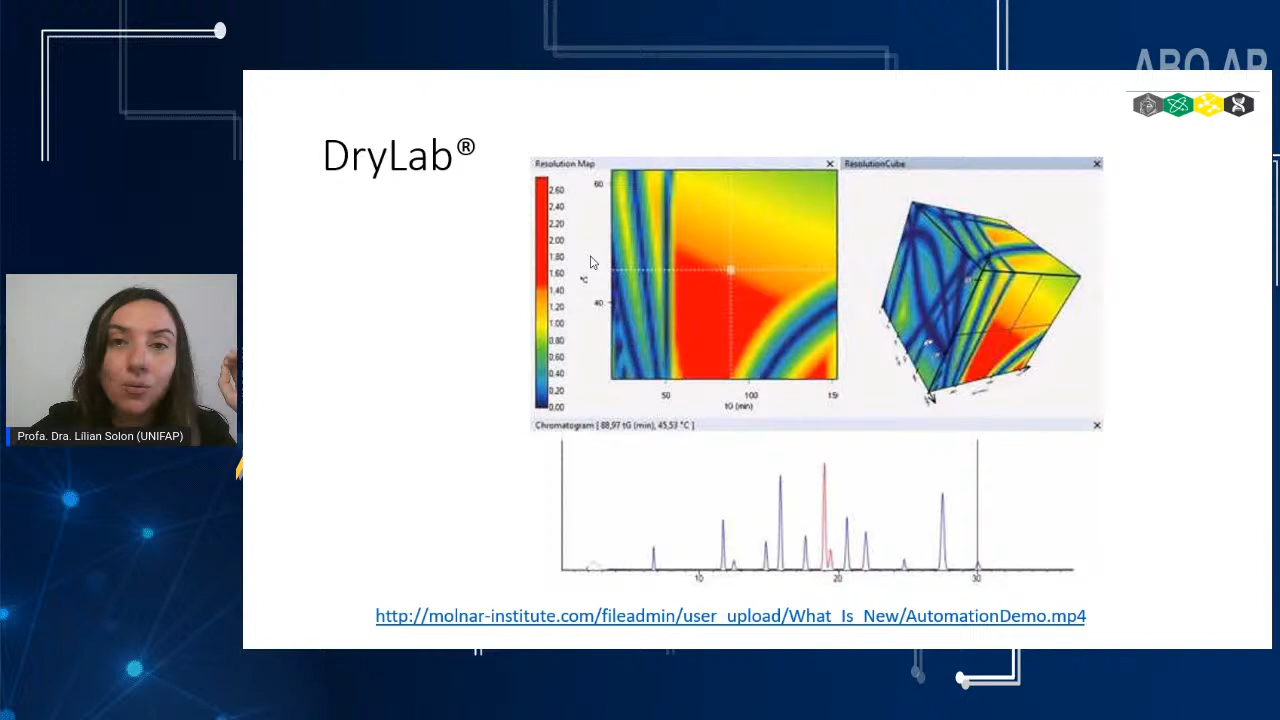 DryLab®
Resolution Map
ResolutionCube
2.60
2.40
2.20
2.00
1.80
1.60
1.40
1.20
1.00
0.80
0.60
0.40
0.20
0.00
60
40
°C
50
100
tG (min)
Profa. Dra. Lílian Solon (UNIFAP)
Chromatogram [ 88,97 tG (min), 45,53 °C ]
10
20
30
http://molnar-institute.com/fileadmin/user_upload/What_Is_New/AutomationDemo.mp4